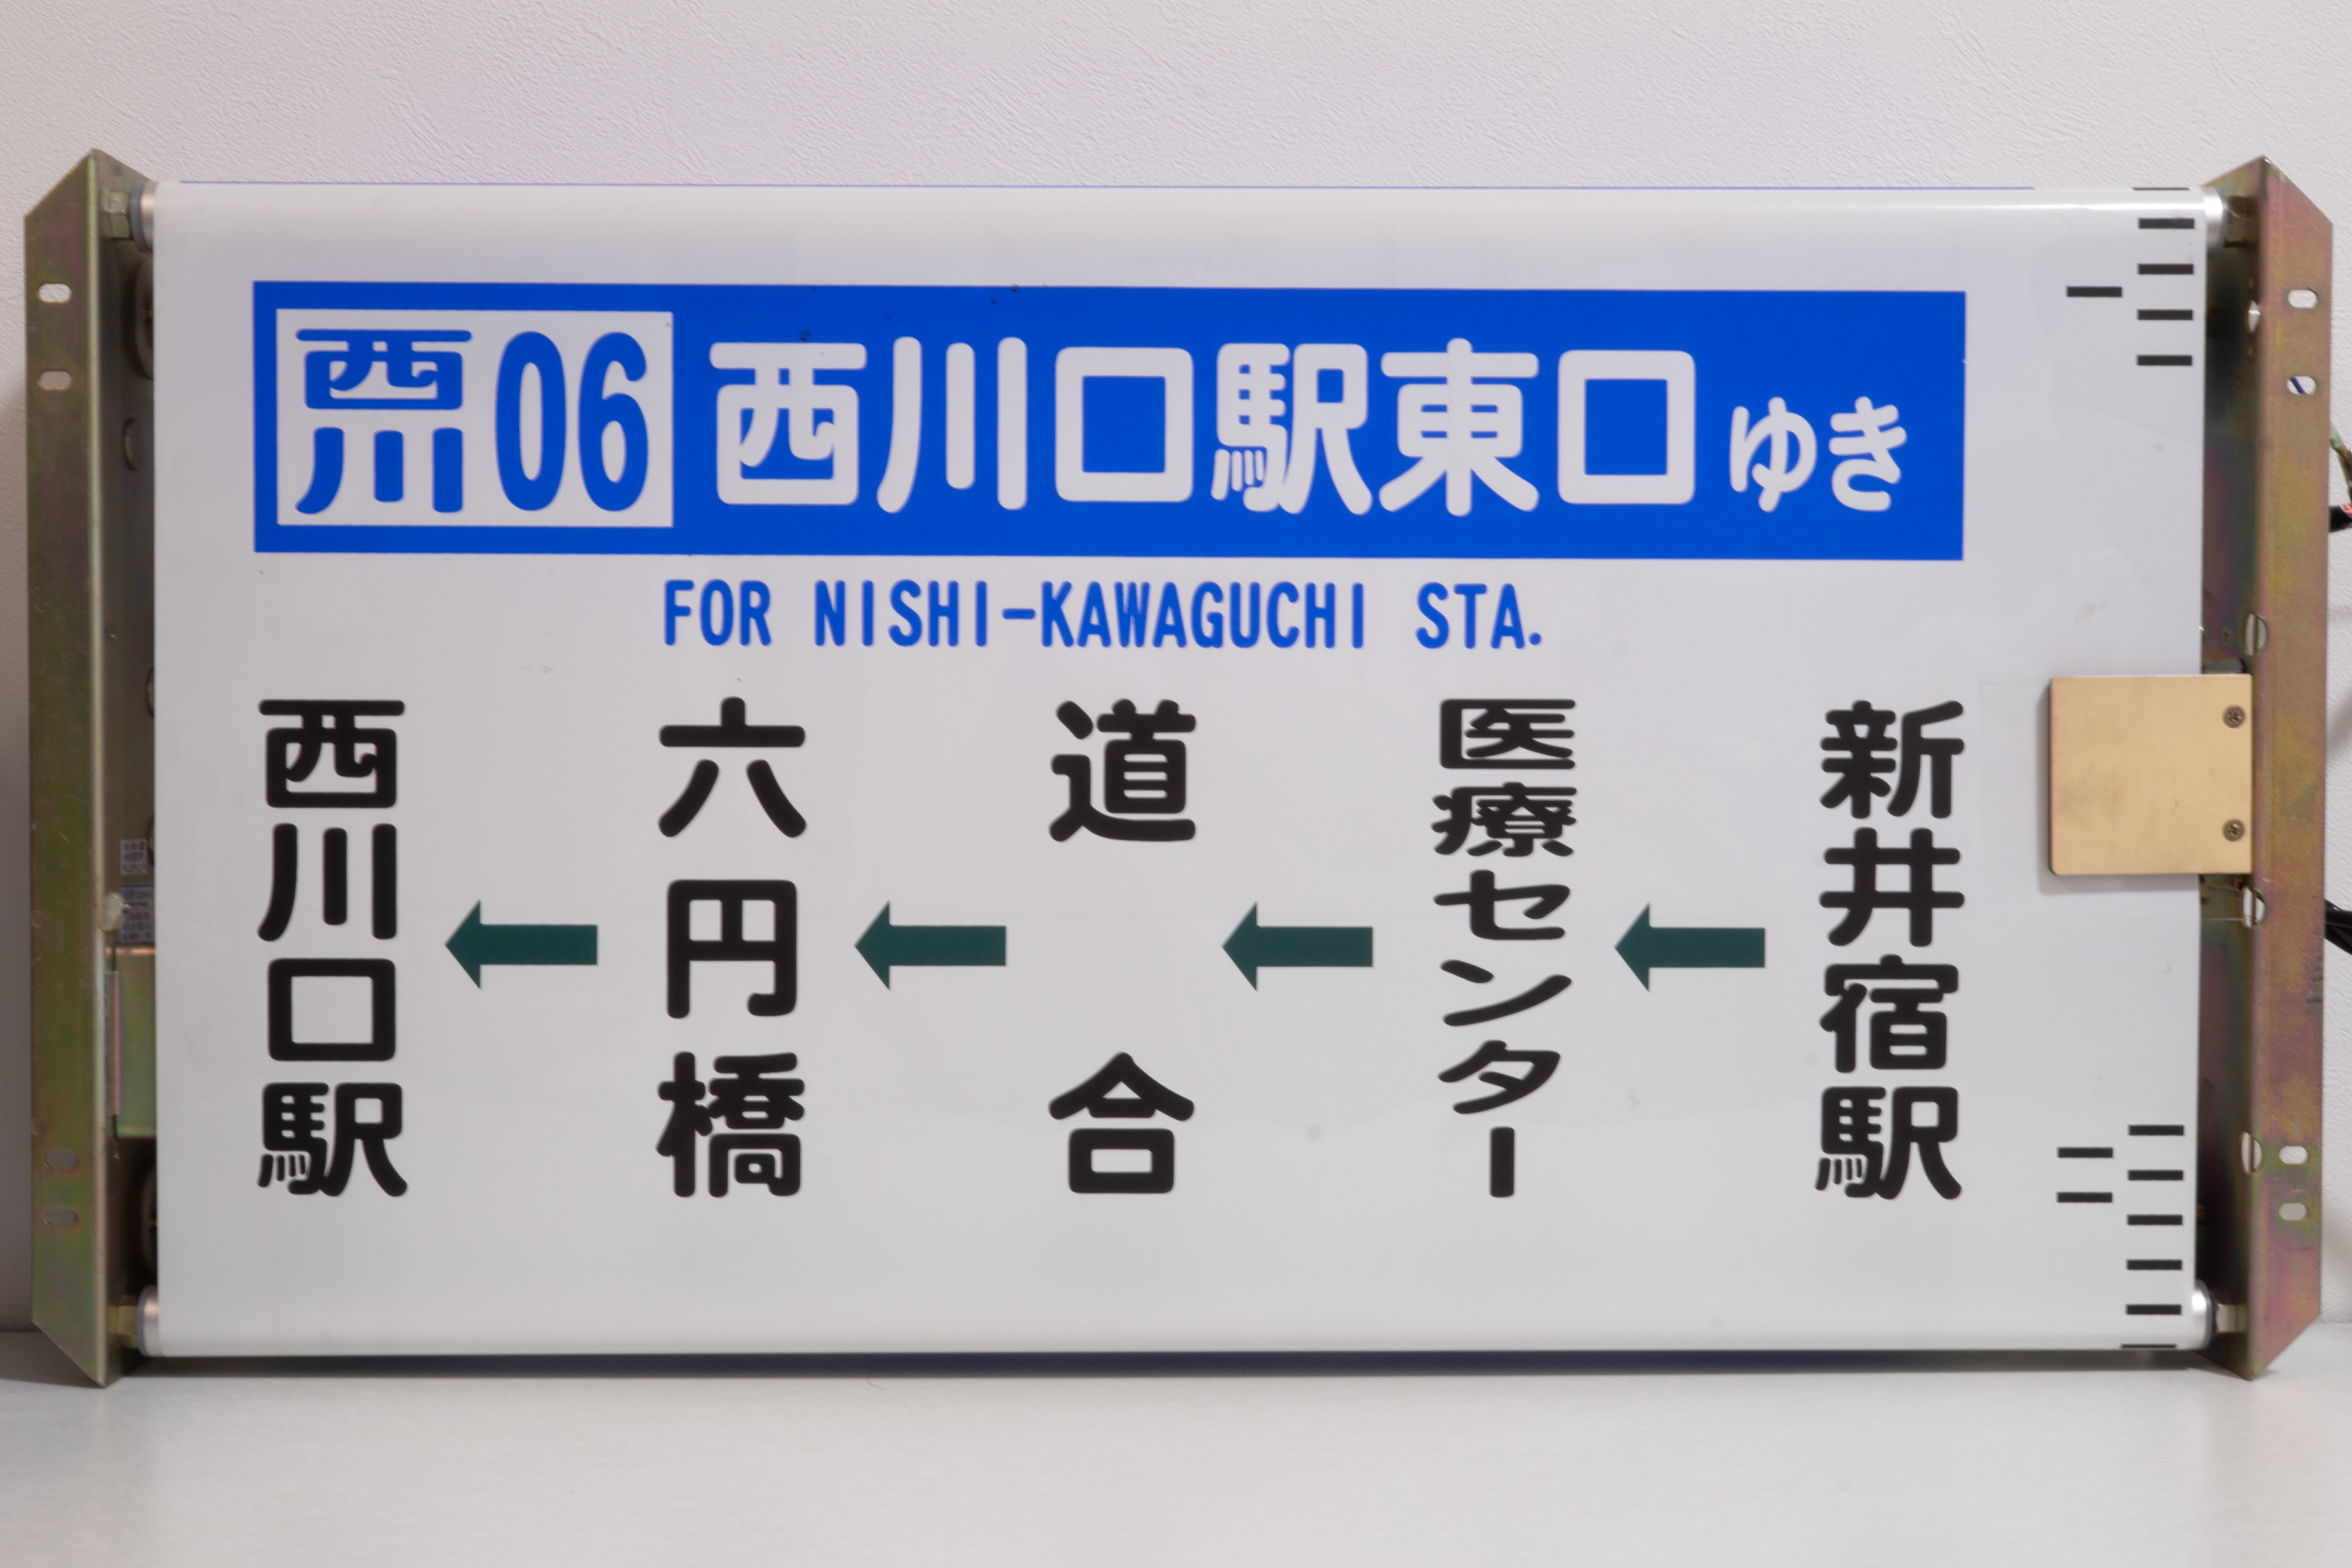 西川06 西川口駅東口ゆき
FOR NISHI-KAWAGUCHI STA.
新井宿駅
医療センター
道合
六円橋
西川口駅